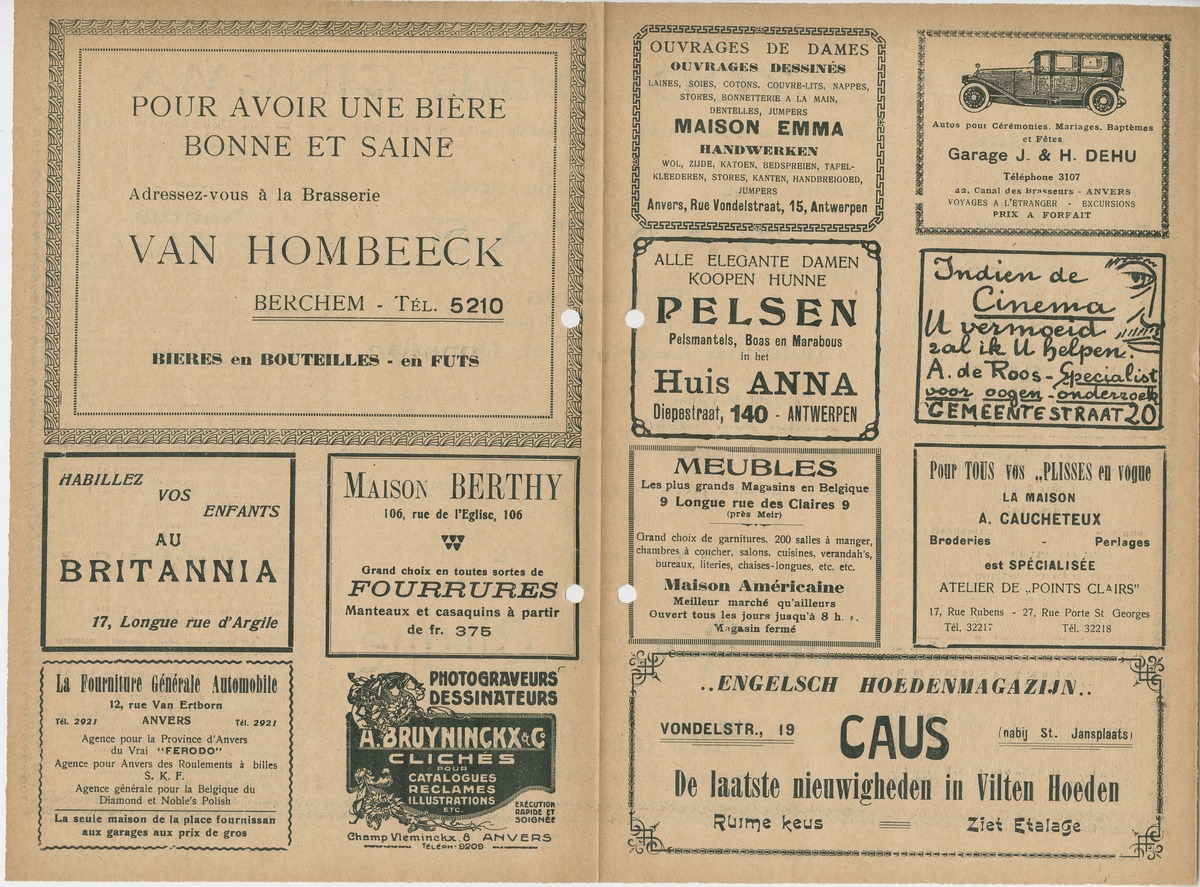 POUR AVOIR UNE BIÈRE
BONNE ET SAINE
Adressez-vous à la Brasserie
VAN HOMBEECK
BERCHEM - TÉL. 5210
BIERES en BOUTEILLES - en FUTS
HABILLEZ
VOS
ENFANTS
AU
BRITANNIA
17, Longue rue d'Argile
MAISON BERTHY
106, rue de l'Eglise, 106
Grand choix en toutes sortes de
FOURRURES
Manteaux et casaquins à partir
de fr. 375
La Fourniture Générale Automobile
12, rue Van Ertborn
Tél. 2921 ANVERS Tél. 2921
Agence pour la Province d'Anvers
du Vrai "FERODO"
Agence pour Anvers des Roulements à billes
S. K. F.
Agence générale pour la Belgique du
Diamond et Noble's Polish
La seule maison de la place fournissan
aux garages aux prix de gros
PHOTOGRAVEURS
DESSINATEURS
A. BRUYNINCKX & Co
CLICHÉS
POUR
CATALOGUES
RECLAMES
ILLUSTRATIONS
ETC.
EXÉCUTION
RAPIDE ET
SOIGNÉE
Champ Vleminckx. 8 ANVERS
TELÉPH·9209
OUVRAGES DE DAMES
OUVRAGES DESSINÉS
LAINES, SOIES, COTONS, COUVRE-LITS, NAPPES,
STORES, BONNETTERIE A LA MAIN,
DENTELLES, JUMPERS
MAISON EMMA
HANDWERKEN
WOL, ZIJDE, KATOEN, BEDSPREIEN, TAFEL-
KLEEDEREN, STORES, KANTEN, HANDBREIGOED,
JUMPERS
Anvers, Rue Vondelstraat, 15, Antwerpen
Autos pour Cérémonies, Mariages, Baptèmes
et Fêtes
Garage J. & H. DEHU
Téléphone 3107
42, Canal des Brasseurs - ANVERS
VOYAGES A L'ÉTRANGER - EXCURSIONS
PRIX A FORFAIT
ALLE ELEGANTE DAMEN
KOOPEN HUNNE
PELSEN
Pelsmantels, Boas en Marabous
in het
Huis ANNA
Diepestraat, 140 - ANTWERPEN
Indien de
Cinema
U vermoeid
zal ik U helpen.
A. de Roos - Specialist
voor oogen-onderzoek
GEMEENTESTRAAT 20
MEUBLES
Les plus grands Magasins en Belgique
9 Longue rue des Claires 9
(près Meir)
Grand choix de garnitures. 200 salles à manger,
chambres à coucher, salons, cuisines, verandah's,
bureaux, literies, chaises-longues, etc. etc.
Maison Américaine
Meilleur marché qu'ailleurs
Ouvert tous les jours jusqu'à 8 h. s.
Magasin fermé
Pour TOUS vos „PLISSES en vogue
LA MAISON
A. CAUCHETEUX
Broderies - Perlages
est SPÉCIALISÉE
ATELIER DE „POINTS CLAIRS"
17, Rue Rubens - 27, Rue Porte St. Georges
Tél. 32217 Tél. 32218
..ENGELSCH HOEDENMAGAZIJN..
VONDELSTR., 19 CAUS (nabij St. Jansplaats)
De laatste nieuwigheden in Vilten Hoeden
Ruime keus Ziet Etalage